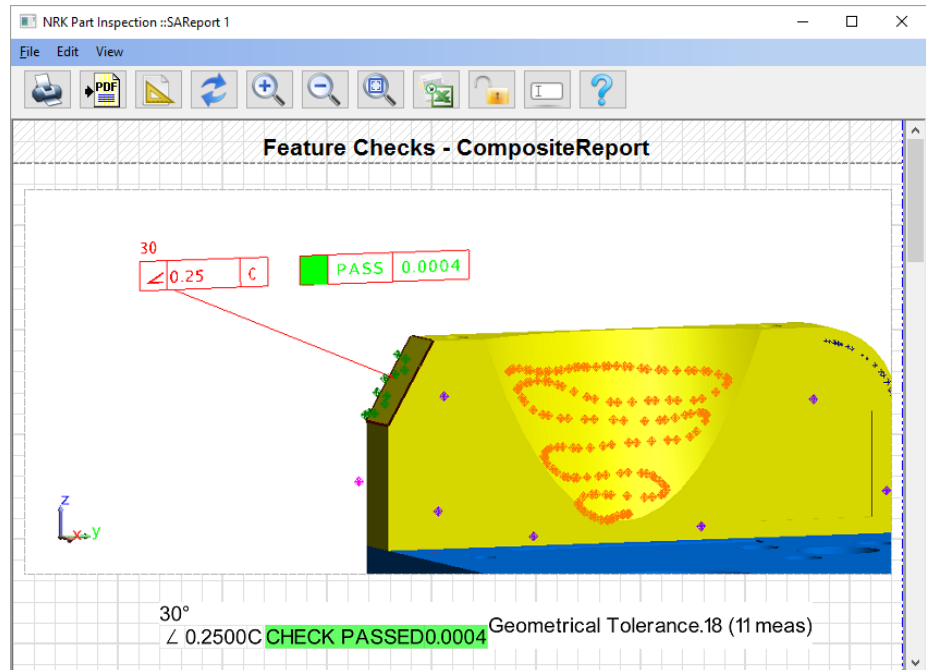 NRK Part Inspection ::SAReport 1
File Edit View
PDF
Feature Checks - CompositeReport
30
∠ 0.25 C PASS 0.0004
z
x y
30°
∠ 0.2500C CHECK PASSED0.0004 Geometrical Tolerance.18 (11 meas)